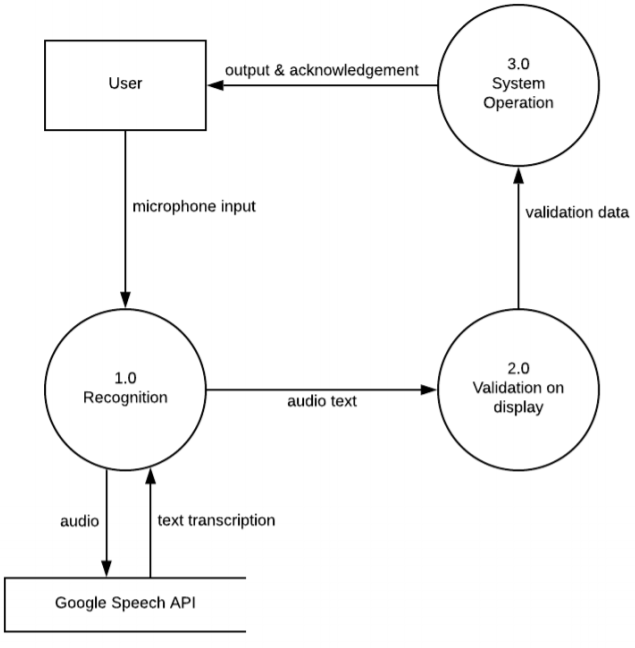 User
output & acknowledgement
3.0
System
Operation
microphone input
validation data
1.0
Recognition
audio text
2.0
Validation on
display
audio
text transcription
Google Speech API